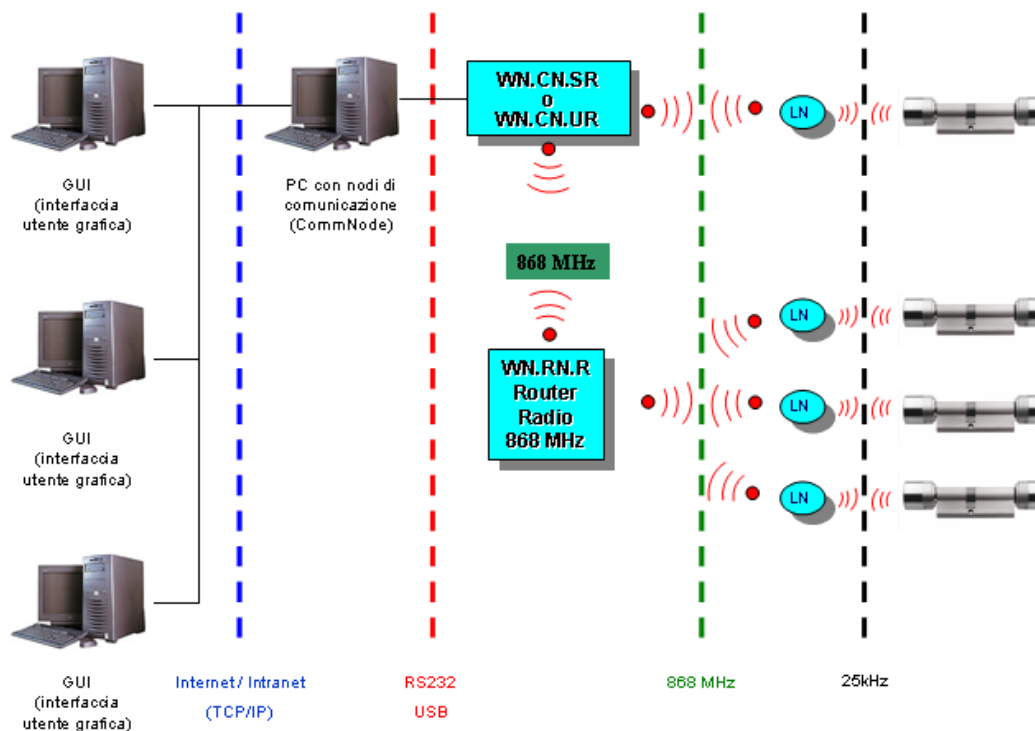 WN.CN.SR
o
WN.CN.UR
LN
GUI
(interfaccia
utente grafica)
PC con nodi di
comunicazione
(CommNode)
868 MHz
LN
WN.RN.R
Router
Radio
868 MHz
LN
GUI
(interfaccia
utente grafica)
LN
GUI
(interfaccia
utente grafica)
Internet / Intranet
(TCP/IP)
RS232
USB
868 MHz
25kHz